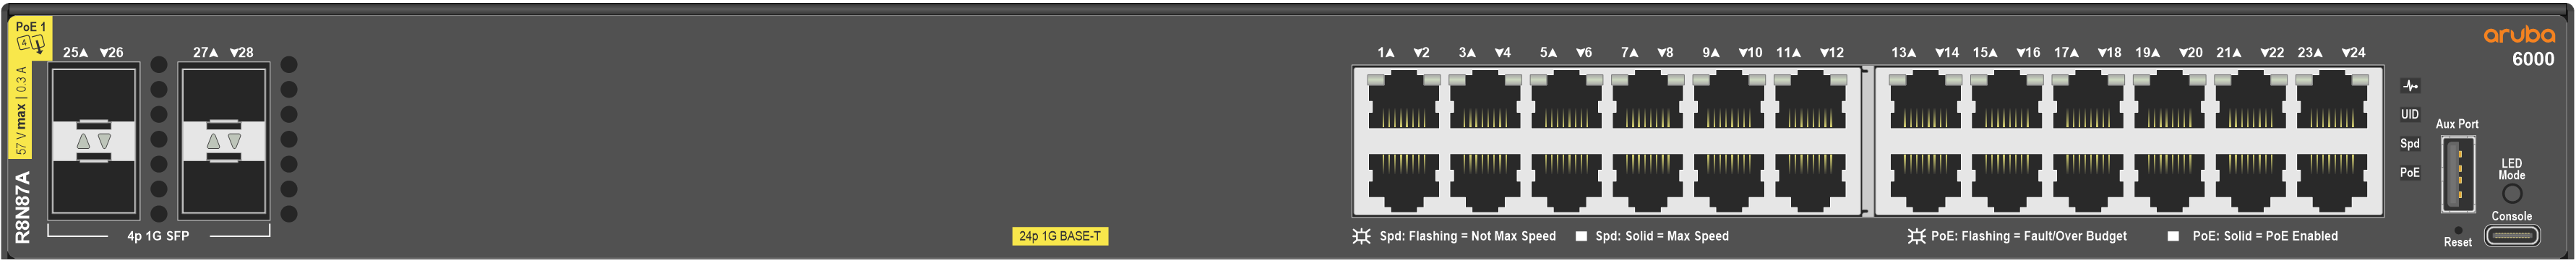 PoE 1
4
57 V max | 0.3 A
R8N87A
25▲ ▼26
27▲ ▼28
4p 1G SFP
24p 1G BASE-T
1▲ ▼2 3▲ ▼4 5▲ ▼6 7▲ ▼8 9▲ ▼10 11▲ ▼12
13▲ ▼14 15▲ ▼16 17▲ ▼18 19▲ ▼20 21▲ ▼22 23▲ ▼24
Spd: Flashing = Not Max Speed
Spd: Solid = Max Speed
PoE: Flashing = Fault/Over Budget
PoE: Solid = PoE Enabled
UID
Spd
PoE
aruba
6000
Aux Port
LED
Mode
Console
Reset